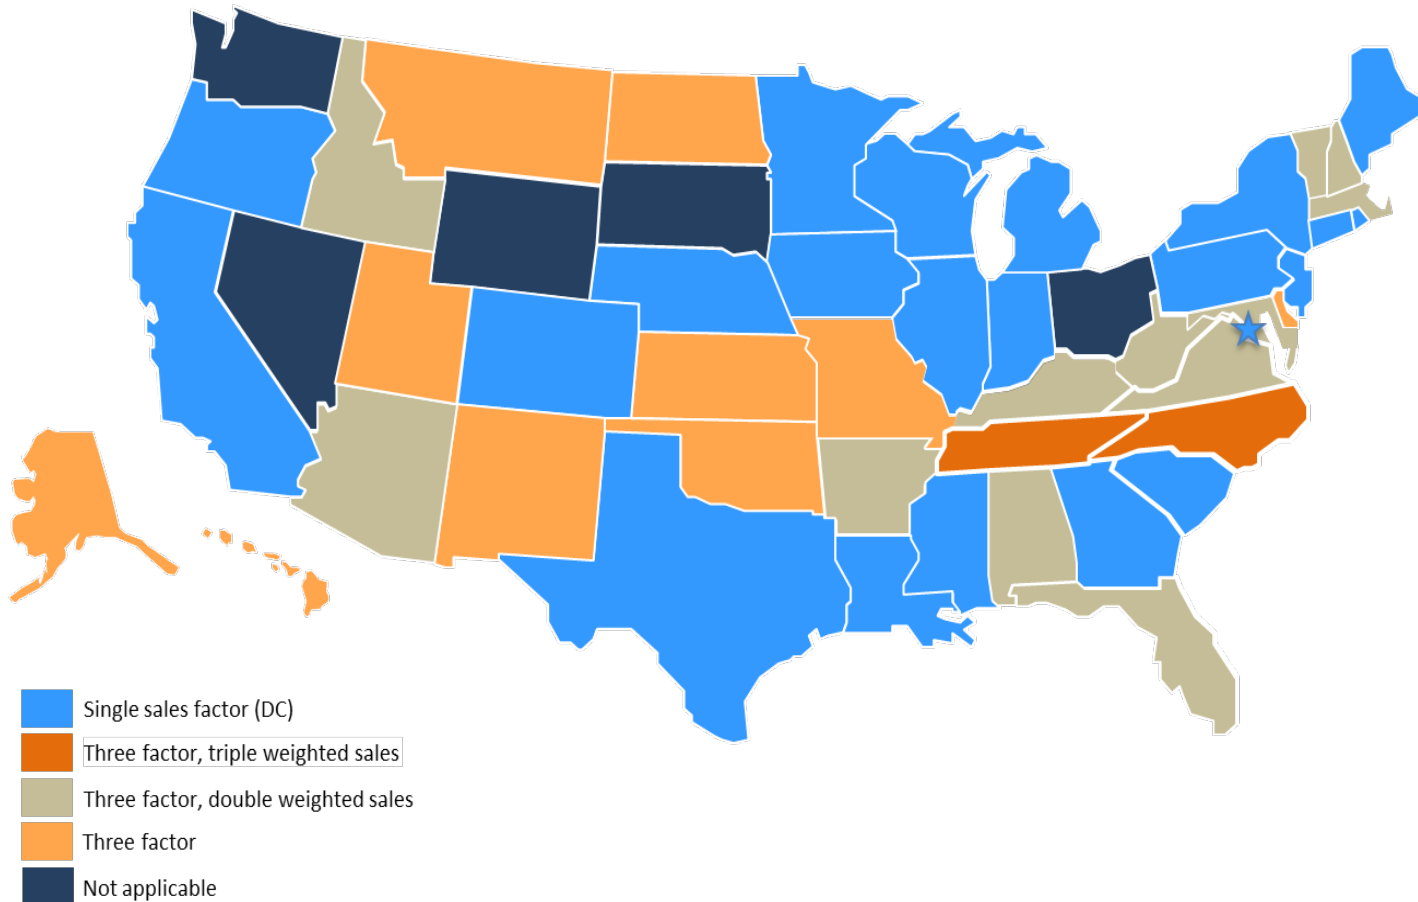 Single sales factor (DC)
Three factor, triple weighted sales
Three factor, double weighted sales
Three factor
Not applicable